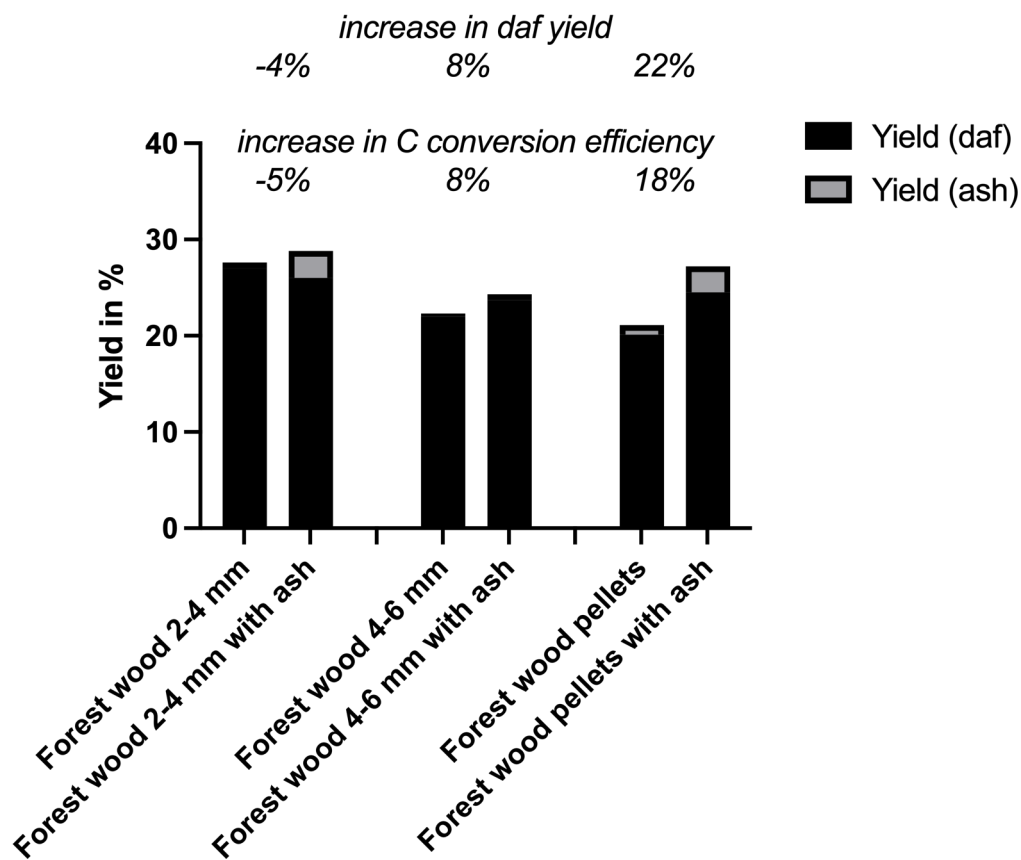 increase in daf yield
-4% 8% 22%
increase in C conversion efficiency
-5% 8% 18%
Yield (daf)
Yield (ash)
Yield in %
40
30
20
10
0
Forest wood 2-4 mm
Forest wood 2-4 mm with ash
Forest wood 4-6 mm
Forest wood 4-6 mm with ash
Forest wood pellets
Forest wood pellets with ash